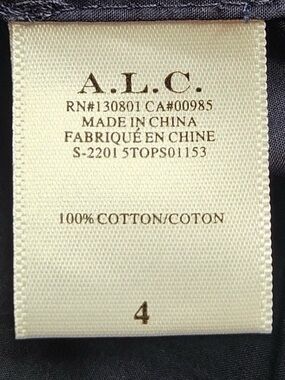 A.L.C.
RN#130801 CA#00985
MADE IN CHINA
FABRIQUÉ EN CHINE
S-2201 5TOPS01153
100% COTTON/COTON
4